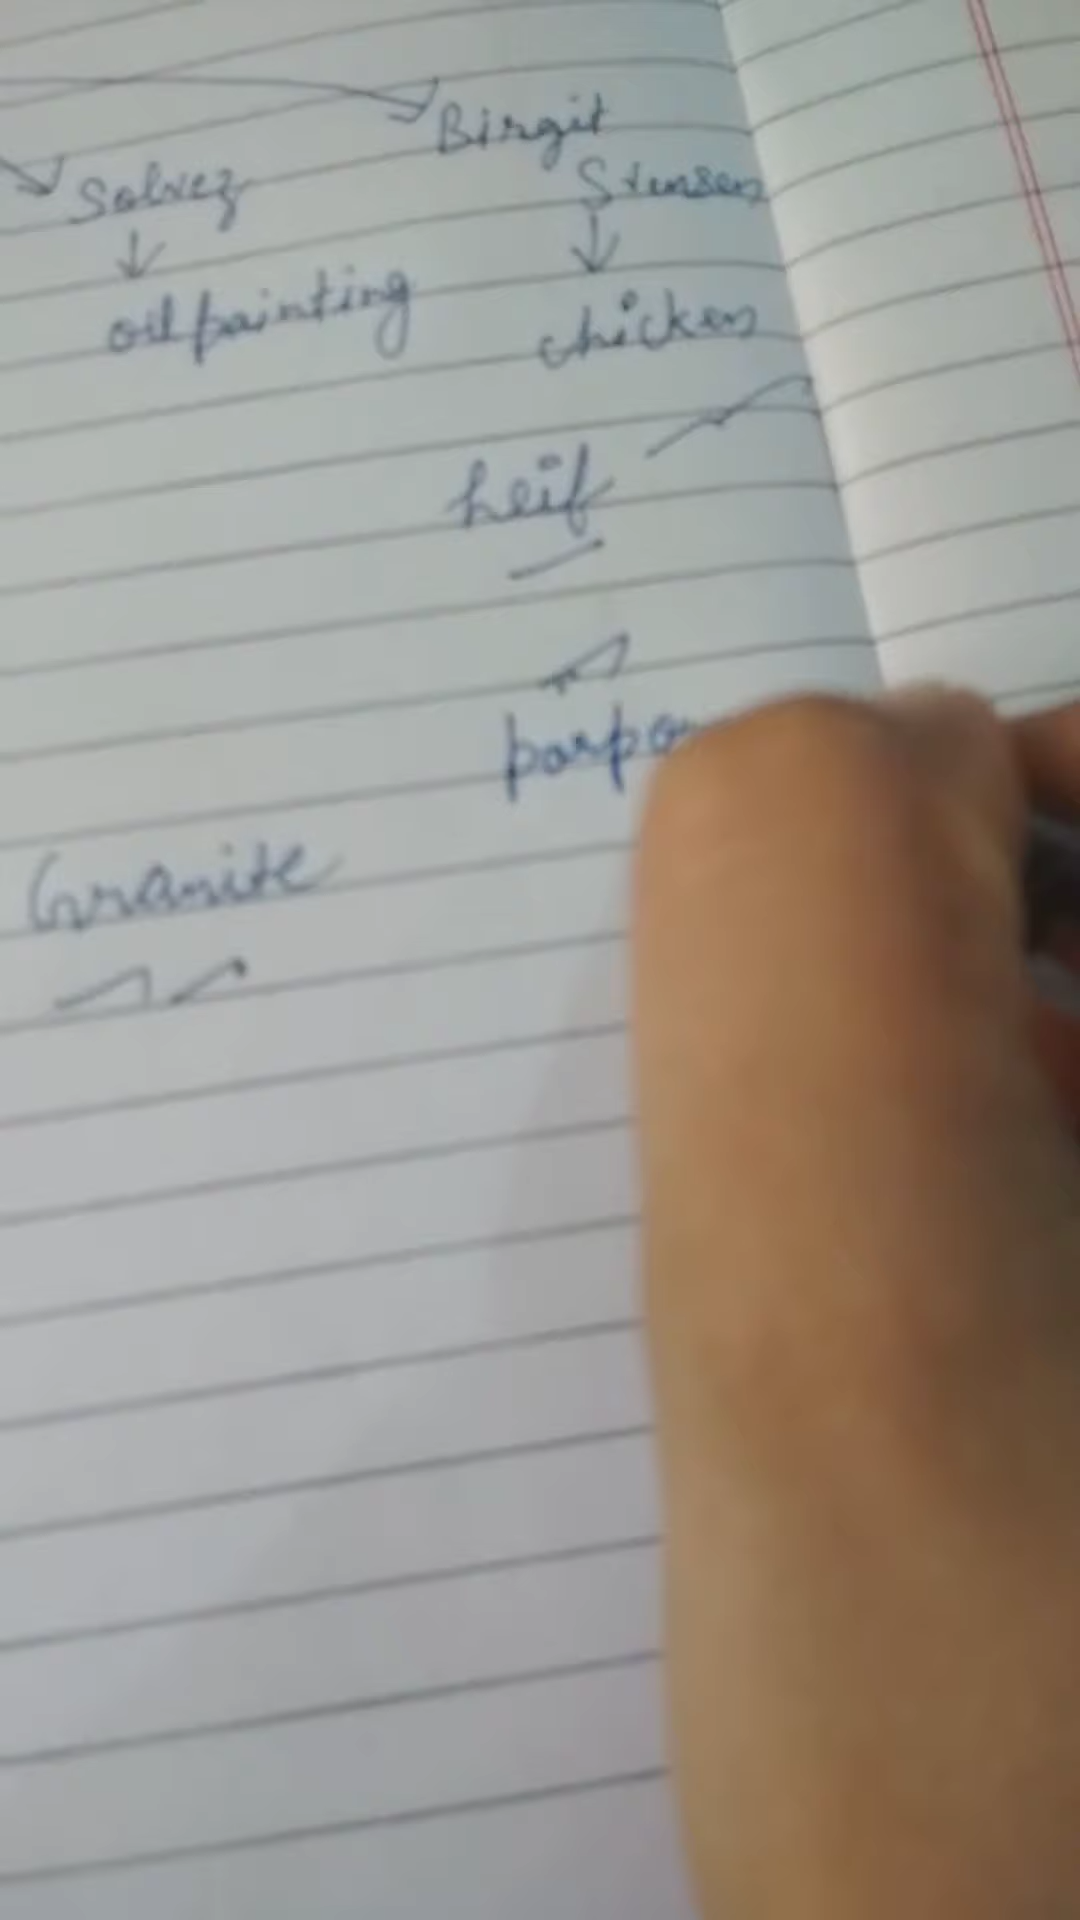 Birgit
Solvez
Stensen
oil painting
chicken
heif
Granite